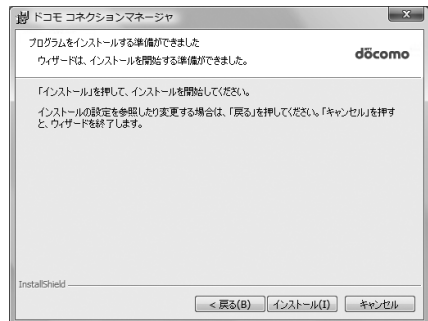 ドコモ コネクションマネージャ
プログラムをインストールする準備ができました
ウィザードは、インストールを開始する準備ができました。
döcomo
「インストール」を押して、インストールを開始してください。
インストールの設定を参照したり変更する場合は、「戻る」を押してください。「キャンセル」を押す
と、ウィザードを終了します。
InstallShield
< 戻る(B)
インストール(I)
キャンセル